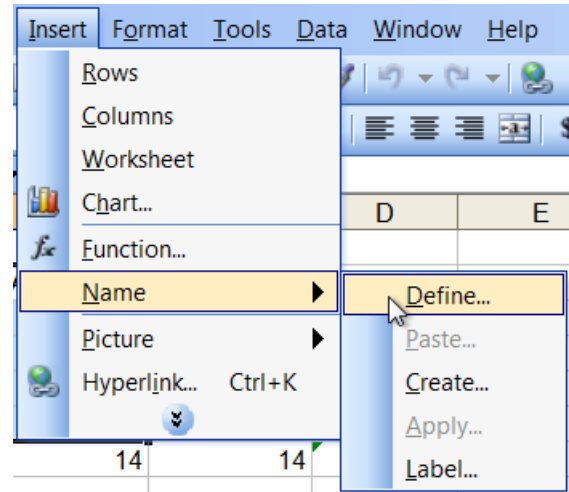 Insert Format Tools Data Window Help
Rows
Columns
Worksheet
Chart...
D E
Function...
Name
Define...
Picture
Paste...
Hyperlink... Ctrl+K
Create...
Apply...
14 14
Label...